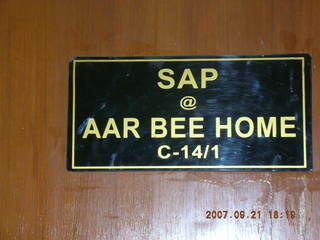 SAP
@
AAR BEE HOME
C-14/1
2007.09.21 18:19